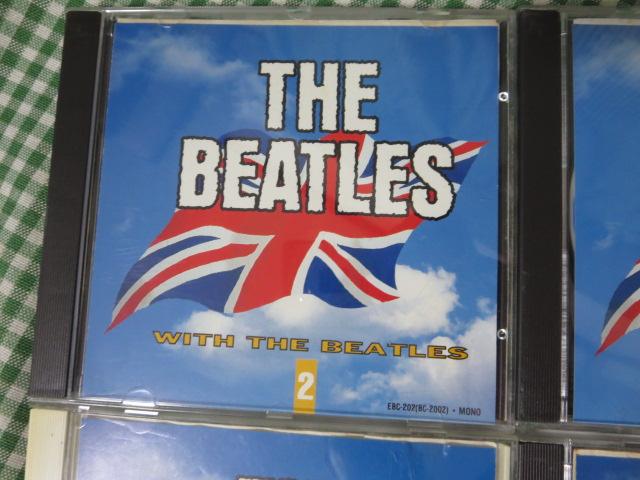 THE
BEATLES
WITH THE BEATLES
2
EBC-202(BC-2002) • MONO